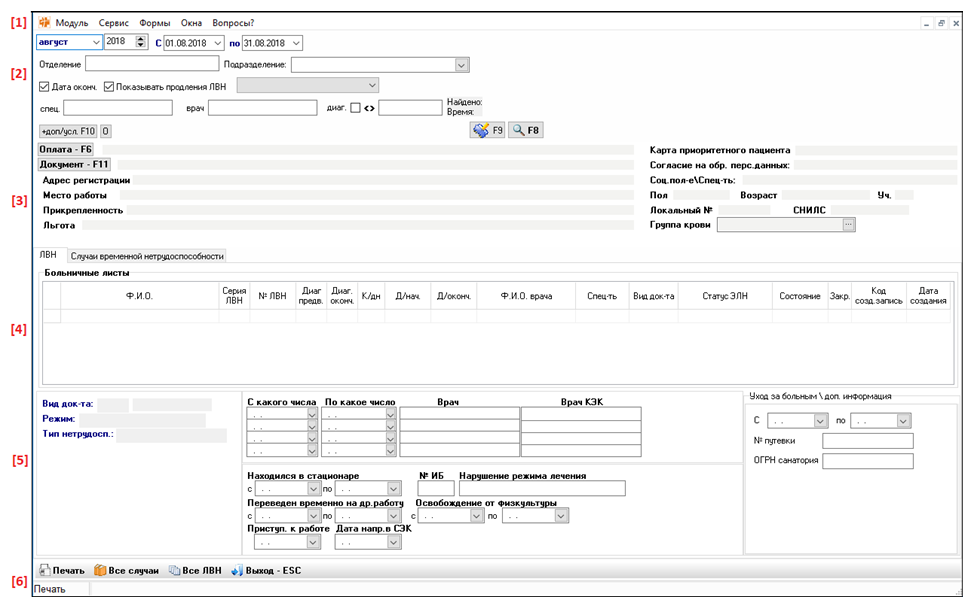 [1] Модуль Сервис Формы Окна Вопросы?
август 2018 С 01.08.2018 по 31.08.2018
[2] Отделение Подразделение:
Дата оконч. Показывать продления ЛВН
спец. врач диаг. <> Найдено:
Время:
+доп/усл. F10 0 F9 F8
Оплата - F6 Карта приоритетного пациента
Документ - F11 Согласие на обр. перс.данных:
Адрес регистрации Соц.пол-е\Спец-ть:
[3] Место работы Пол Возраст Уч.
Прикрепленность Локальный № СНИЛС
Льгота Группа крови ...
ЛВН Случаи временной нетрудоспособности
Больничные листы
Ф.И.О. Серия ЛВН № ЛВН Диаг предв. Диаг. оконч. К/дн Д/нач. Д/оконч. Ф.И.О. врача Спец-ть Вид док-та Статус ЭЛН Состояние Закр. Код созд.запись Дата создания
[4]
Вид док-та: С какого числа По какое число Врач Врач КЭК Уход за больным \ доп. информация
Режим: . . . . С . . по . .
Тип нетрудосп.: . . . . № путевки
. . . . ОГРН санатория
. . . .
[5]
Находился в стационаре № ИБ Нарушение режима лечения
с . . по . .
Переведен временно на др.работу Освобождение от физкультуры
с . . по . . с . . по . .
Приступ. к работе Дата напр.в СЭК
. . . .
Печать Все случаи Все ЛВН Выход - ESC
[6] Печать